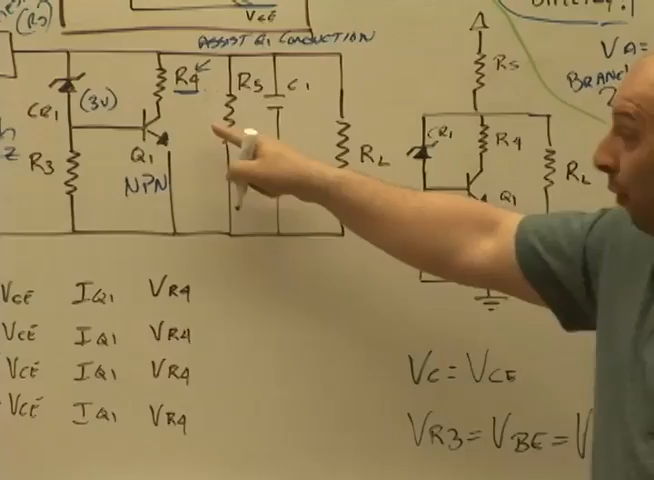 (R5)
VCE
ASSIST Q1 CONDUCTION
R4
R5
C1
CR1
(3V)
R3
Q1
NPN
RL
RS
VA=
BRANC
CR1
R4
Q1
RL
VCE IQ1 VR4
VCE IQ1 VR4
VCE IQ1 VR4
VCE IQ1 VR4
VC = VCE
VR3 = VBE = V